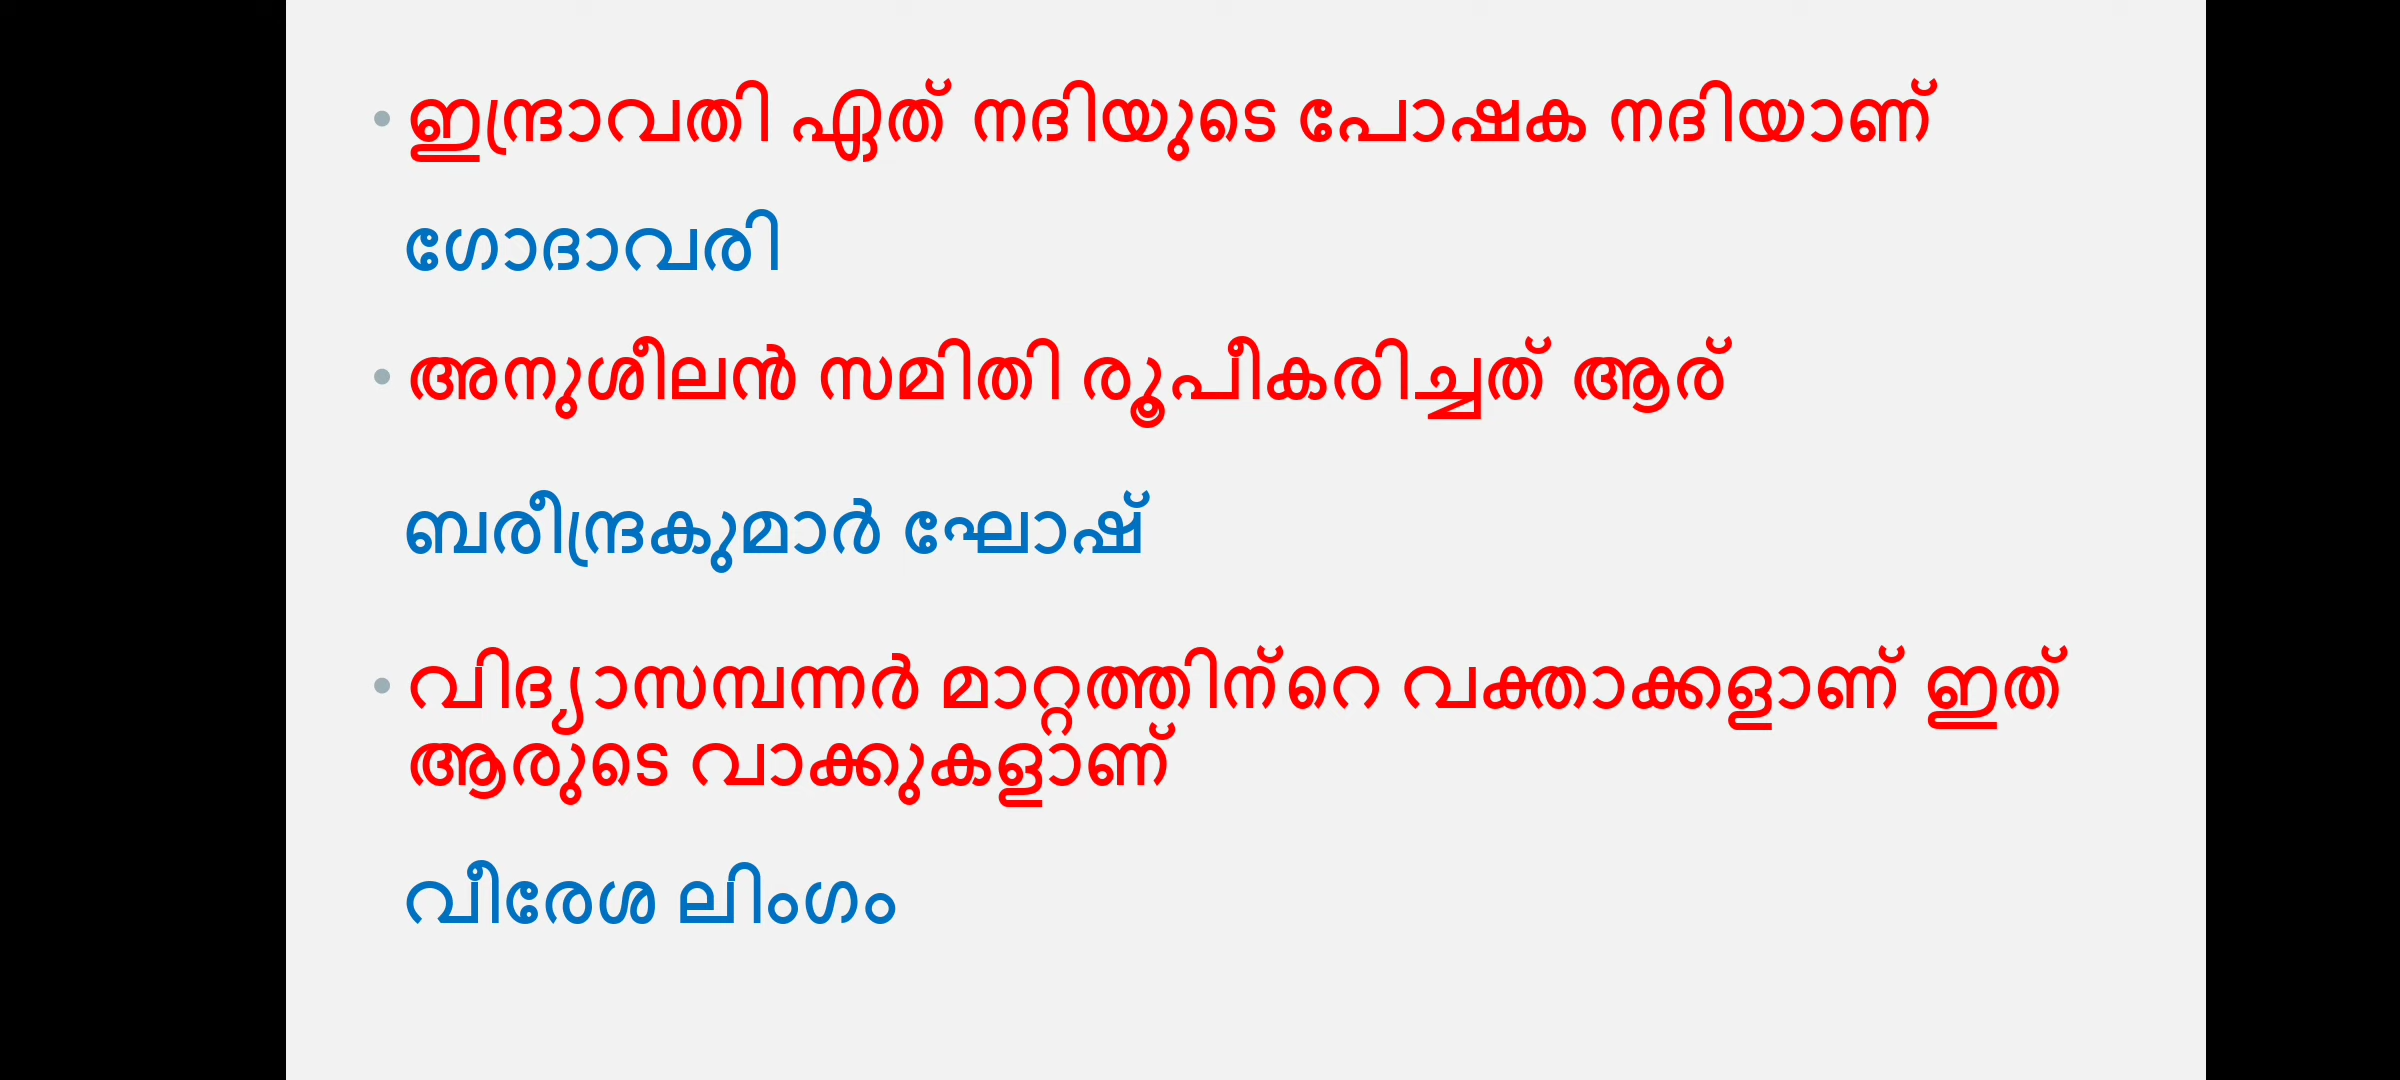 • ഇന്ദ്രാവതി ഏത് നദിയുടെ പോഷക നദിയാണ്
ഗോദാവരി
• അനുശീലൻ സമിതി രൂപീകരിച്ചത് ആര്
ബരീന്ദ്രകുമാർ ഘോഷ്
• വിദ്യാസമ്പന്നർ മാറ്റത്തിന്റെ വക്താക്കളാണ് ഇത്
ആരുടെ വാക്കുകളാണ്
വീരേശ ലിംഗം